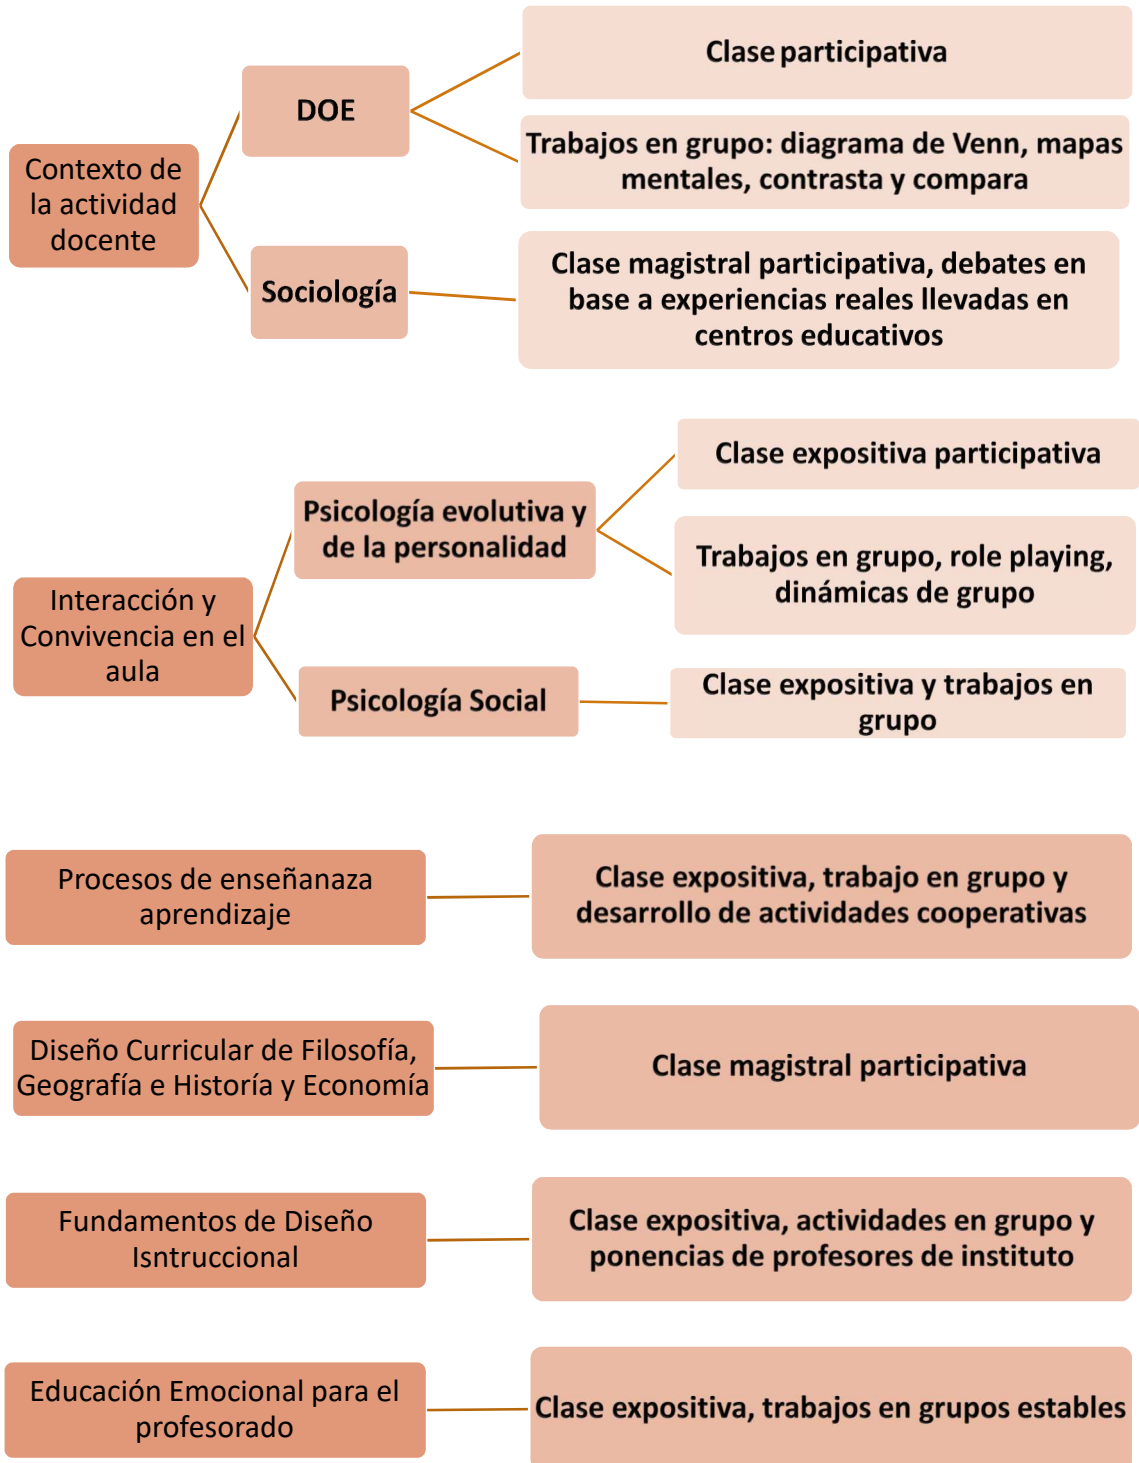 Contexto de
la actividad
docente
DOE
Clase participativa
Trabajos en grupo: diagrama de Venn, mapas
mentales, contrasta y compara
Sociología
Clase magistral participativa, debates en
base a experiencias reales llevadas en
centros educativos
Interacción y
Convivencia en el
aula
Psicología evolutiva y
de la personalidad
Clase expositiva participativa
Trabajos en grupo, role playing,
dinámicas de grupo
Psicología Social
Clase expositiva y trabajos en
grupo
Procesos de enseñanaza
aprendizaje
Clase expositiva, trabajo en grupo y
desarrollo de actividades cooperativas
Diseño Curricular de Filosofía,
Geografía e Historía y Economía
Clase magistral participativa
Fundamentos de Diseño
Isntruccional
Clase expositiva, actividades en grupo y
ponencias de profesores de instituto
Educación Emocional para el
profesorado
Clase expositiva, trabajos en grupos estables